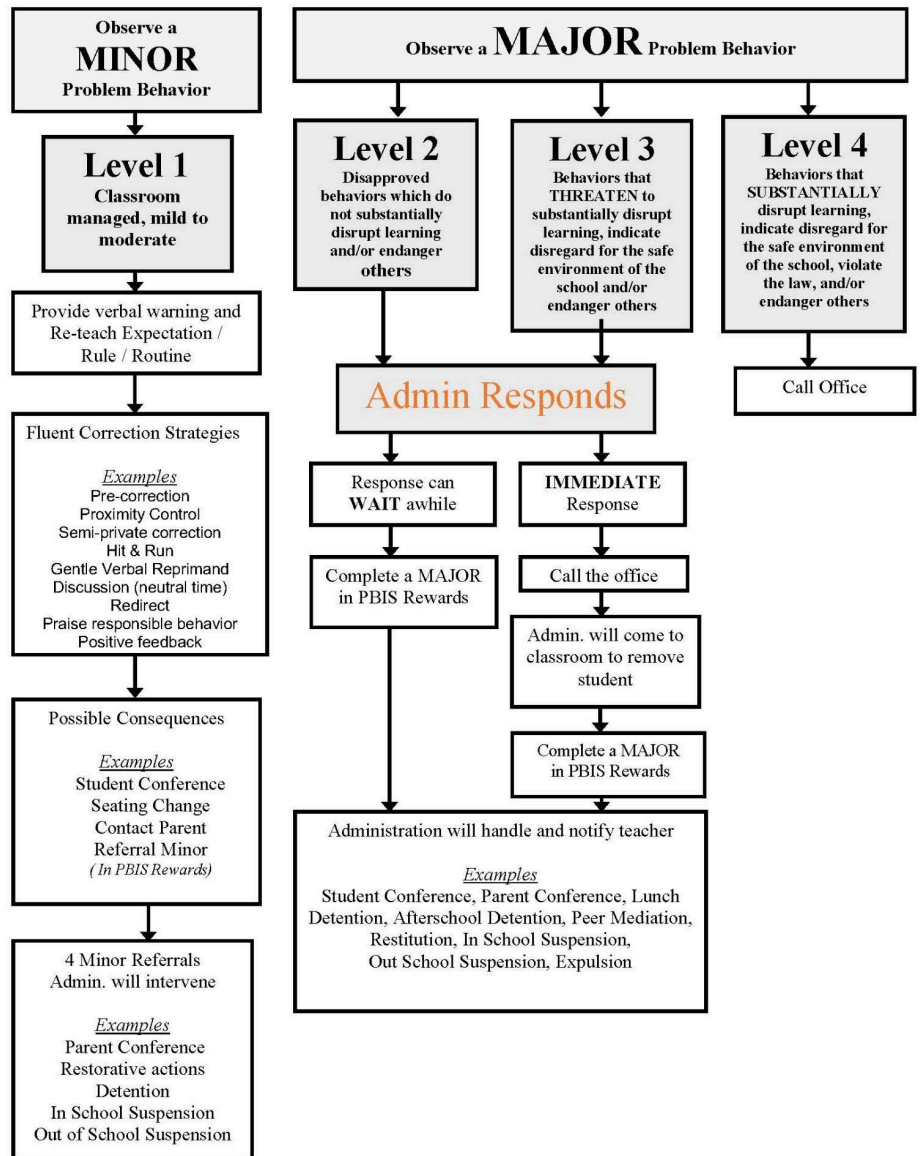 Observe a
MINOR
Problem Behavior
Level 1
Classroom
managed, mild to
moderate
Provide verbal warning and
Re-teach Expectation /
Rule / Routine
Fluent Correction Strategies
Examples
Pre-correction
Proximity Control
Semi-private correction
Hit & Run
Gentle Verbal Reprimand
Discussion (neutral time)
Redirect
Praise responsible behavior
Positive feedback
Possible Consequences
Examples
Student Conference
Seating Change
Contact Parent
Referral Minor
( In PBIS Rewards)
4 Minor Referrals
Admin. will intervene
Examples
Parent Conference
Restorative actions
Detention
In School Suspension
Out of School Suspension
Observe a MAJOR Problem Behavior
Level 2
Disapproved
behaviors which do
not substantially
disrupt learning
and/or endanger
others
Level 3
Behaviors that
THREATEN to
substantially disrupt
learning, indicate
disregard for the safe
environment of the
school and/or
endanger others
Level 4
Behaviors that
SUBSTANTIALLY
disrupt learning,
indicate disregard for
the safe environment
of the school, violate
the law, and/or
endanger others
Call Office
Admin Responds
Response can
WAIT awhile
Complete a MAJOR
in PBIS Rewards
IMMEDIATE
Response
Call the office
Admin. will come to
classroom to remove
student
Complete a MAJOR
in PBIS Rewards
Administration will handle and notify teacher
Examples
Student Conference, Parent Conference, Lunch
Detention, Afterschool Detention, Peer Mediation,
Restitution, In School Suspension,
Out School Suspension, Expulsion